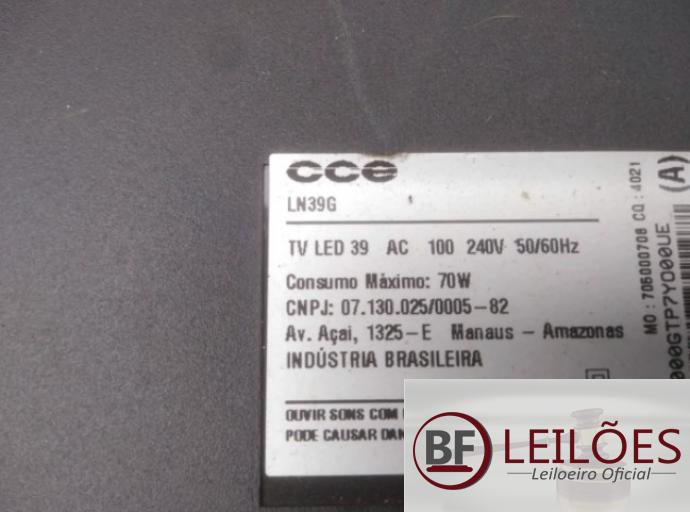 cce
LN39G
TV LED 39 AC 100 240V 50/60Hz
Consumo Máximo: 70W
CNPJ: 07.130.025/0005-82
Av. Açai, 1325-E Manaus - Amazonas
INDÚSTRIA BRASILEIRA
OUVIR SONS COM
PODE CAUSAR
MO: 705000708 CQ: 4021
000GTP7Y000UE
(A)
BF LEILÕES
Leiloeiro Oficial